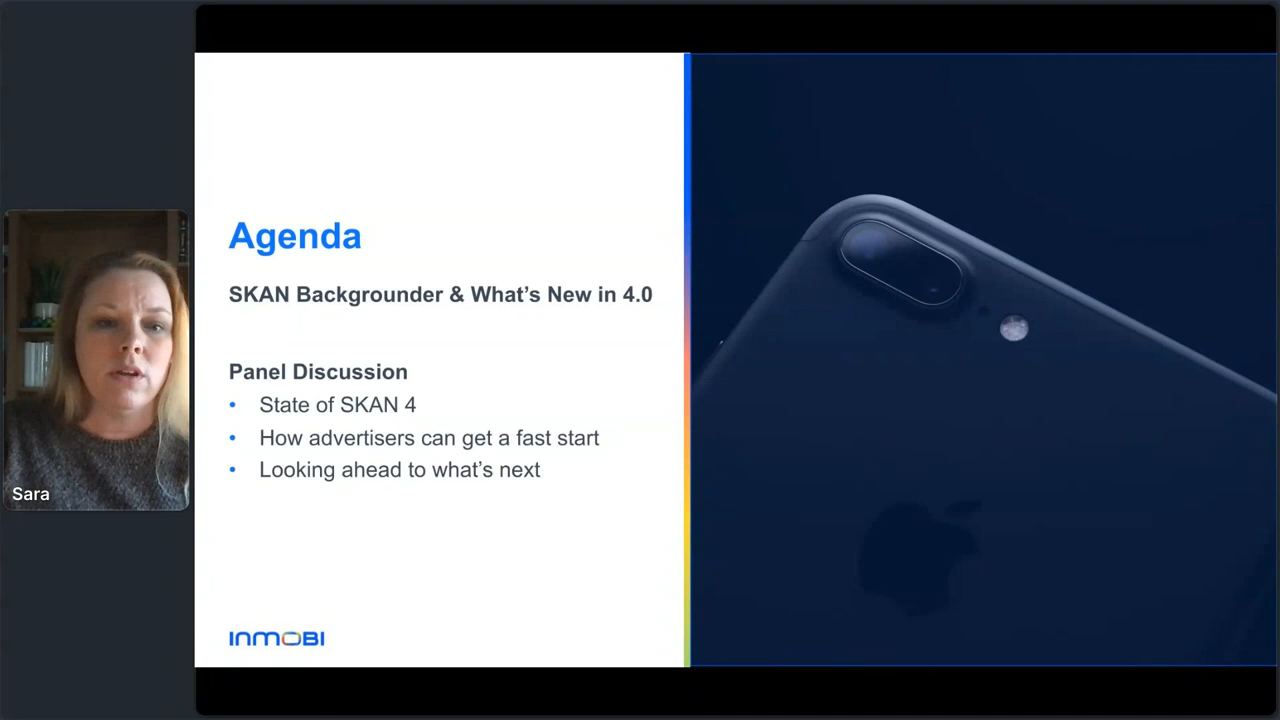 Agenda
SKAN Backgrounder & What’s New in 4.0
Panel Discussion
• State of SKAN 4
• How advertisers can get a fast start
• Looking ahead to what’s next
Sara
INMOBI